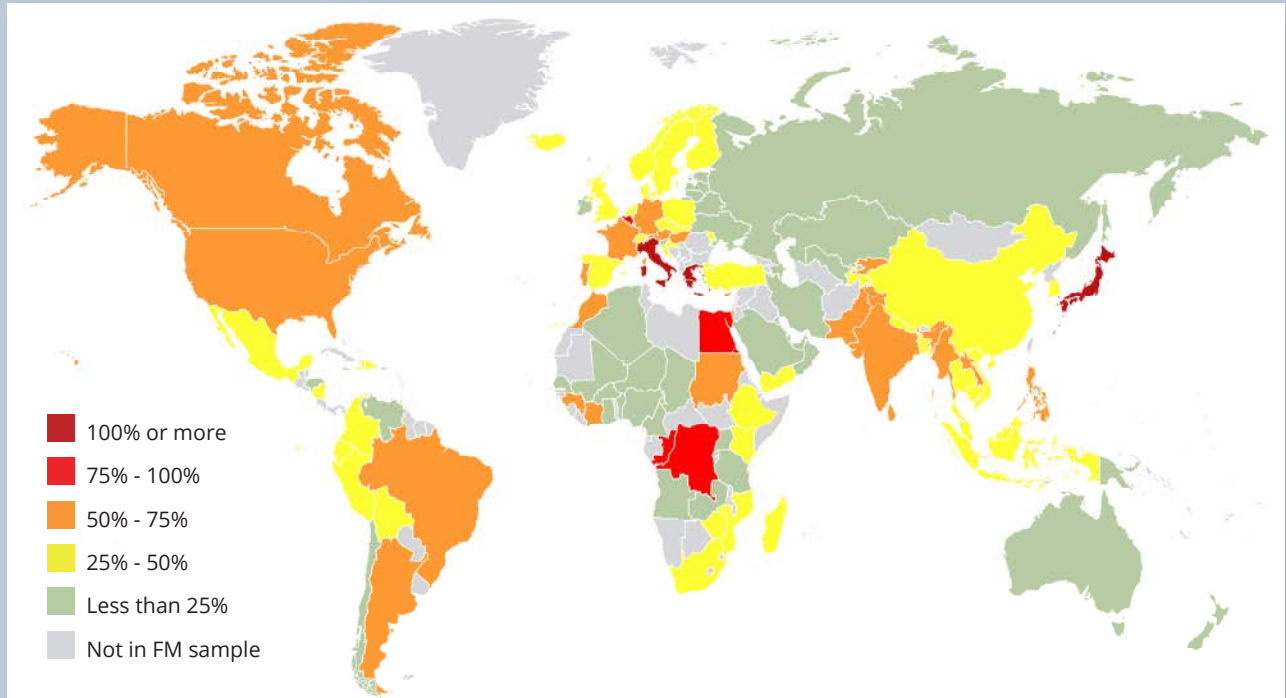 100% or more
75% - 100%
50% - 75%
25% - 50%
Less than 25%
Not in FM sample